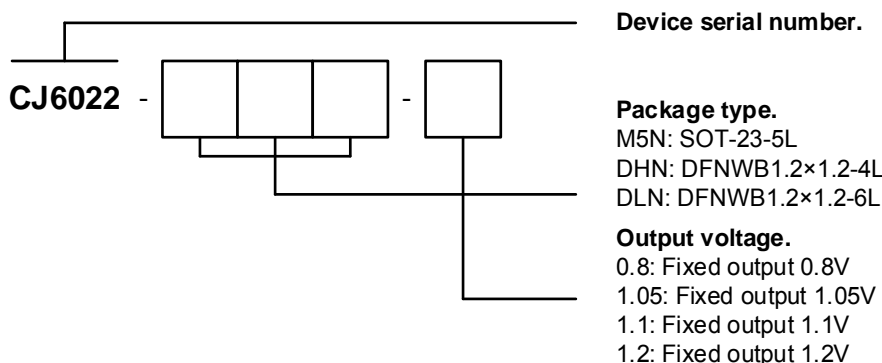 Device serial number.
CJ6022 - -
Package type.
M5N: SOT-23-5L
DHN: DFNWB1.2×1.2-4L
DLN: DFNWB1.2×1.2-6L
Output voltage.
0.8: Fixed output 0.8V
1.05: Fixed output 1.05V
1.1: Fixed output 1.1V
1.2: Fixed output 1.2V